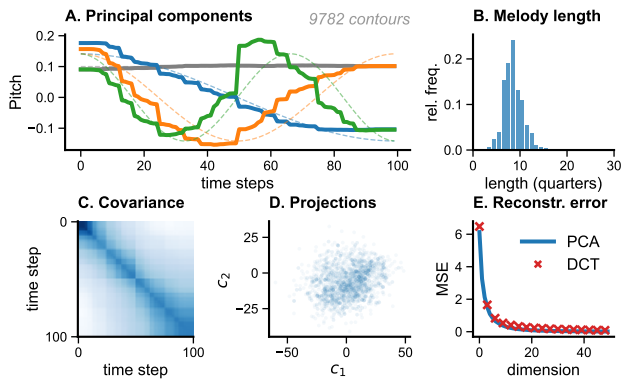 A. Principal components
9782 contours
0.2
0.1
0.0
−0.1
Pitch
0 20 40 60 80 100
time steps
B. Melody length
0.2
0.1
0.0
rel. freq.
0 10 20 30
length (quarters)
C. Covariance
0
100
time step
0 100
time step
D. Projections
25
0
−25
c2
−50 0 50
c1
E. Reconstr. error
6
4
2
0
MSE
PCA
DCT
0 20 40
dimension